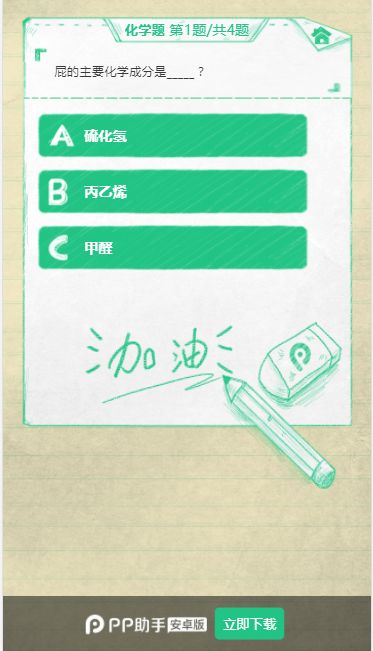 化学题 第1题/共4题
屁的主要化学成分是_____？
A 硫化氢
B 丙乙烯
C 甲醛
加油
PP助手 安卓版 立即下载